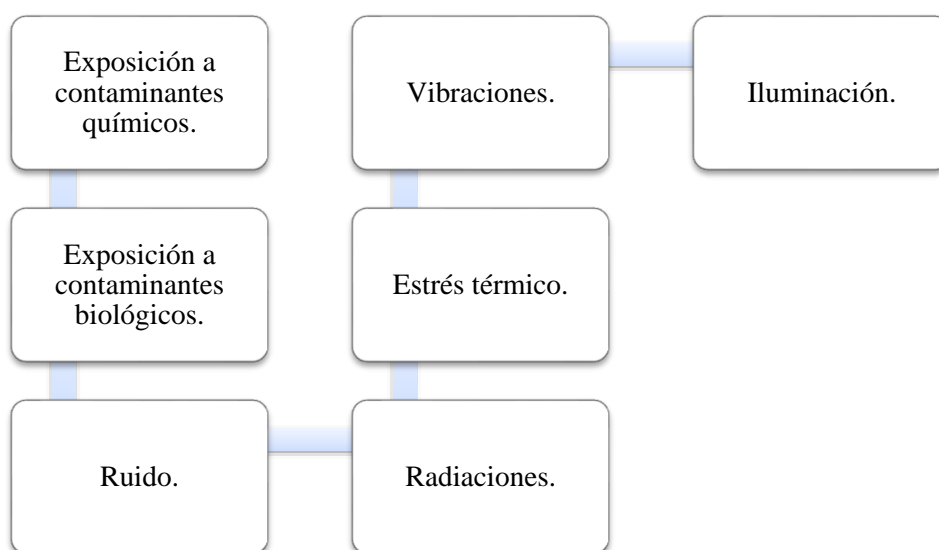 Exposición a
contaminantes
químicos.
Exposición a
contaminantes
biológicos.
Ruido.
Radiaciones.
Estrés térmico.
Vibraciones.
Iluminación.